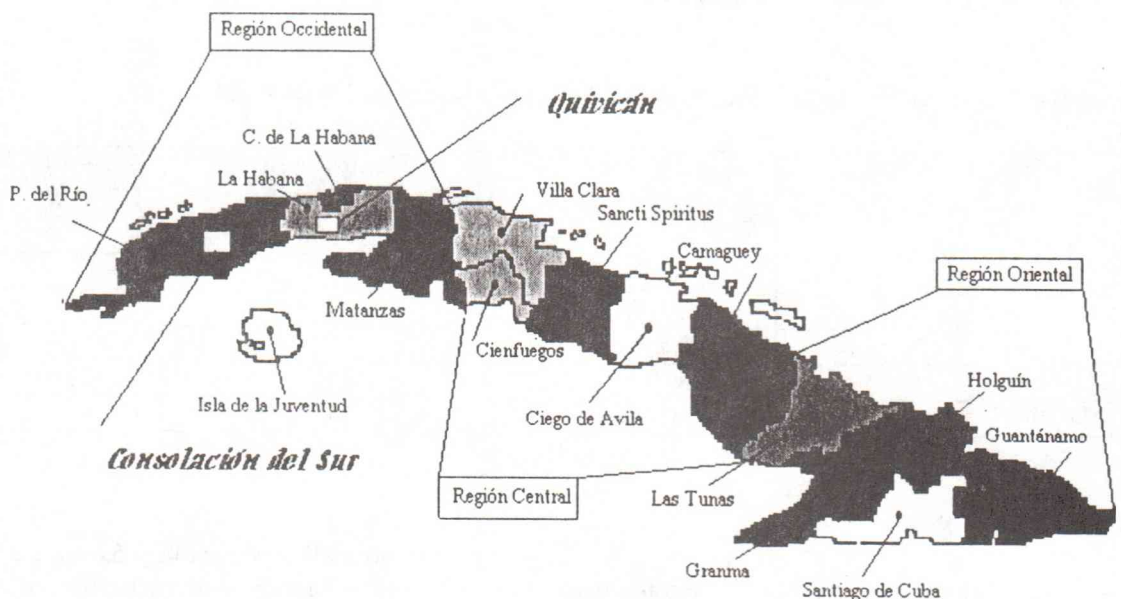 Región Occidental
Quivicán
C. de La Habana
La Habana
P. del Río
Villa Clara
Sancti Spiritus
Camaguey
Región Oriental
Matanzas
Cienfuegos
Isla de la Juventud
Ciego de Avila
Holguín
Guantánamo
Consolación del Sur
Región Central
Las Tunas
Granma
Santiago de Cuba